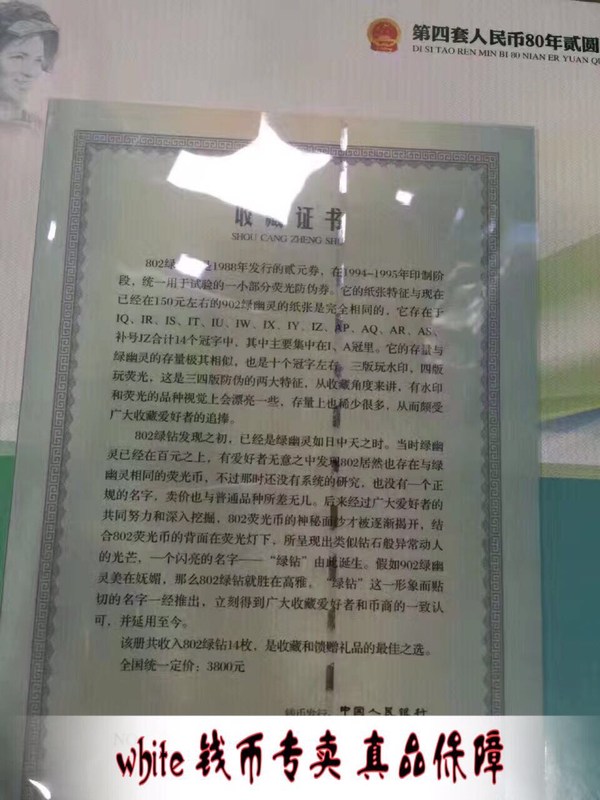 第四套人民币80年贰圆
DI SI TAO REN MIN BI 80 NIAN ER YUAN QU
收藏证书
SHOU CANG ZHENG SHU
802绿 是1988年发行的贰元券，在1994-1995年印制阶
段，统一用于试验的一小部分荧光防伪券。它的纸张特征与现在
已经在150元左右的902绿幽灵的纸张是完全相同的，它存在于
IQ、IR、IS、IT、IU、IW、IX、IY、IZ、AP、AQ、AR、AS、
补号JZ合计14个冠字中，其中主要集中在I、A冠里。它的存量与
绿幽灵的存量极其相似，也是十个冠字左右。三版玩水印，四版
玩荧光，这是三四版防伪的两大特征，从收藏角度来讲，有水印
和荧光的品种视觉上会漂亮一些，存量上也稀少很多，从而颇受
广大收藏爱好者的追捧。
802绿钻发现之初，已经是绿幽灵如日中天之时。当时绿幽
灵已经在百元之上，有爱好者无意之中发现802居然也存在与绿
幽灵相同的荧光币，不过那时还没有系统的研究，也没有一个正
规的名字，卖价也与普通品种所差无几。后来经过广大爱好者的
共同努力和深入挖掘，802荧光币的神秘面纱才被逐渐揭开，结
合802荧光币的背面在荧光灯下，所呈现出类似钻石般异常动人
的光芒，一个闪亮的名字——“绿钻”由此诞生。假如902绿幽
灵美在妩媚，那么802绿钻就胜在高雅。“绿钻”这一形象而贴
切的名字一经推出，立刻得到广大收藏爱好者和币商的一致认
可，并延用至今。
该册共收入802绿钻14枚，是收藏和馈赠礼品的最佳之选。
全国统一定价：3800元
钱币发行：中国人民银行
white 钱币专卖 真品保障